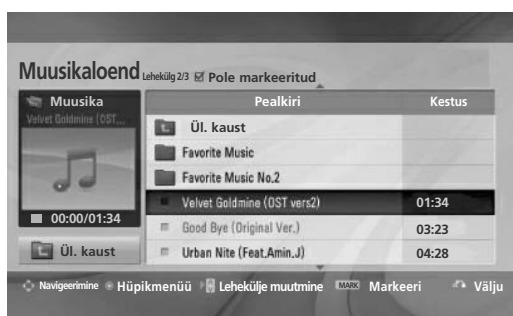 Muusikaloend Lehekülg 2/3 Pole markeeritud
Muusika
Velvet Goldmine (OST...
00:00/01:34
Ül. kaust
Pealkiri Kestus
Ül. kaust
Favorite Music
Favorite Music No.2
Velvet Goldmine (OST vers2) 01:34
Good Bye (Original Ver.) 03:23
Urban Nite (Feat.Amin.J) 04:28
Navigeerimine Hüpikmenüü Lehekülje muutmine MARK Markeeri Välju